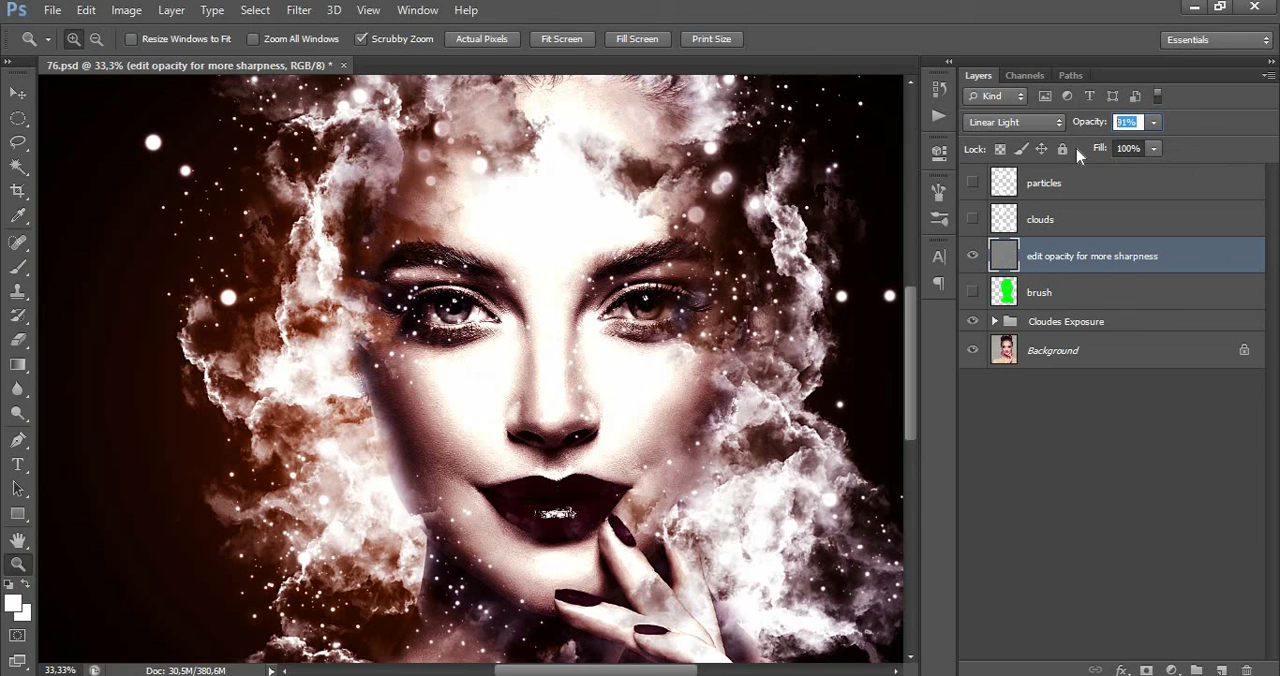 Ps File Edit Image Layer Type Select Filter 3D View Window Help
Resize Windows to Fit Zoom All Windows Scrubby Zoom Actual Pixels Fit Screen Fill Screen Print Size Essentials
76.psd @ 33,3% (edit opacity for more sharpness, RGB/8) *
Layers Channels Paths
Kind
Linear Light Opacity: 91%
Lock: Fill: 100%
particles
clouds
edit opacity for more sharpness
brush
Cloudes Exposure
Background
33,33% Doc: 30,5M/380,6M